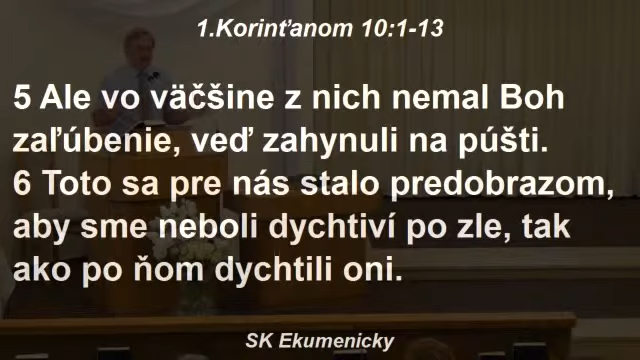 1.Korinťanom 10:1-13
5 Ale vo väčšine z nich nemal Boh
zaľúbenie, veď zahynuli na púšti.
6 Toto sa pre nás stalo predobrazom,
aby sme neboli dychtiví po zle, tak
ako po ňom dychtili oni.
SK Ekumenicky